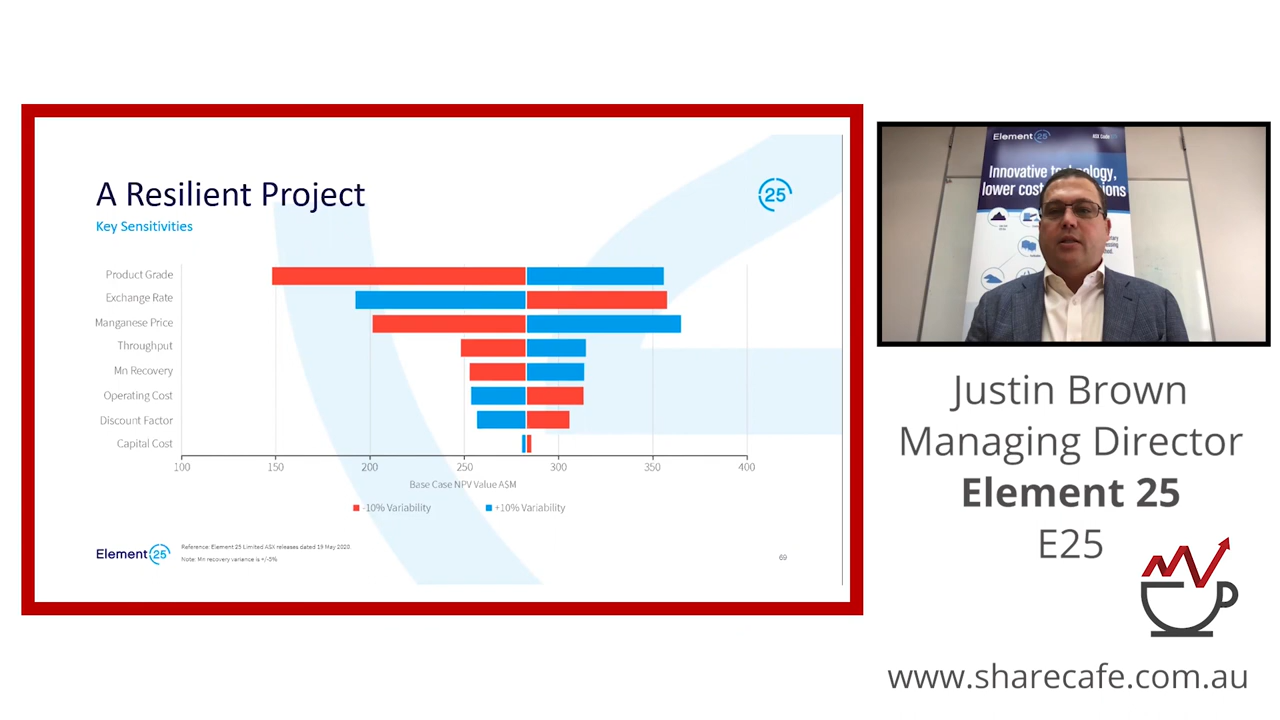 A Resilient Project
Key Sensitivities
25
Product Grade
Exchange Rate
Manganese Price
Throughput
Mn Recovery
Operating Cost
Discount Factor
Capital Cost
100 150 200 250 300 350 400
Base Case NPV Value A$M
-10% Variability +10% Variability
Element 25
Reference: Element 25 Limited ASX releases dated 19 May 2020
Note: Mn recovery variance is +/-5%
69
Element 25
ASX Code
Innovative
lower cost
Justin Brown
Managing Director
Element 25
E25
www.sharecafe.com.au